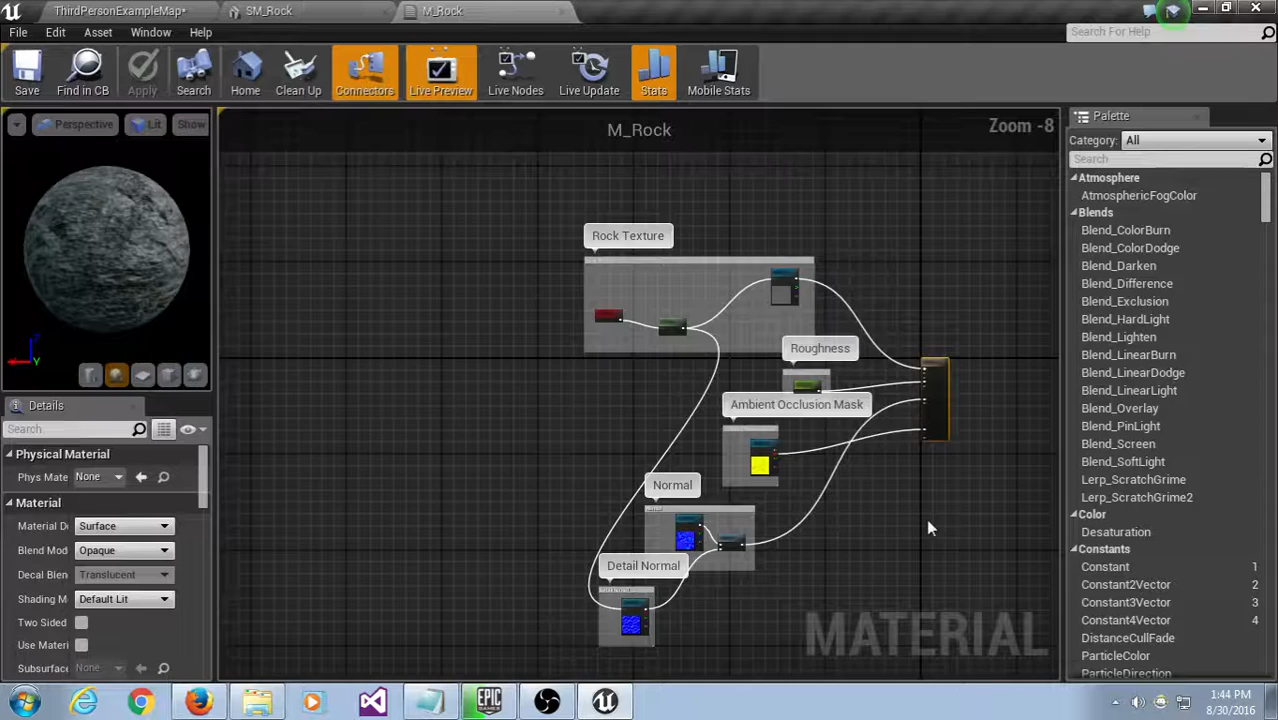 ThirdPersonExampleMap*
SM_Rock
M_Rock
File
Edit
Asset
Window
Help
Search For Help
Save
Find in CB
Apply
Search
Home
Clean Up
Connectors
Live Preview
Live Nodes
Live Update
Stats
Mobile Stats
Perspective
Lit
Show
M_Rock
Zoom -8
Rock Texture
Roughness
Ambient Occlusion Mask
Normal
Detail Normal
MATERIAL
Z
Y
Details
Search
Physical Material
Phys Mate
None
Material
Material Do
Surface
Blend Mod
Opaque
Decal Blen
Translucent
Shading M
Default Lit
Two Sided
Use Materi
Subsurface
None
Palette
Category:
All
Search
Atmosphere
AtmosphericFogColor
Blends
Blend_ColorBurn
Blend_ColorDodge
Blend_Darken
Blend_Difference
Blend_Exclusion
Blend_HardLight
Blend_Lighten
Blend_LinearBurn
Blend_LinearDodge
Blend_LinearLight
Blend_Overlay
Blend_PinLight
Blend_Screen
Blend_SoftLight
Lerp_ScratchGrime
Lerp_ScratchGrime2
Color
Desaturation
Constants
Constant 1
Constant2Vector 2
Constant3Vector 3
Constant4Vector 4
DistanceCullFade
ParticleColor
ParticleDirection
EPIC
GAMES
1:44 PM
8/30/2016